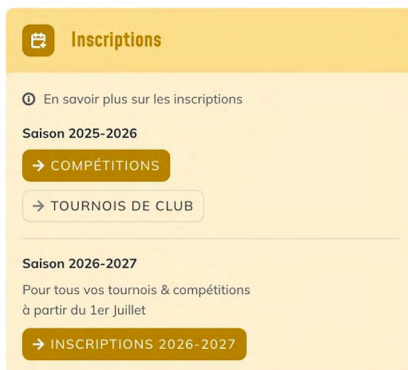 Inscriptions
En savoir plus sur les inscriptions
Saison 2025-2026
→ COMPÉTITIONS
→ TOURNOIS DE CLUB
Saison 2026-2027
Pour tous vos tournois & compétitions
à partir du 1er Juillet
→ INSCRIPTIONS 2026-2027